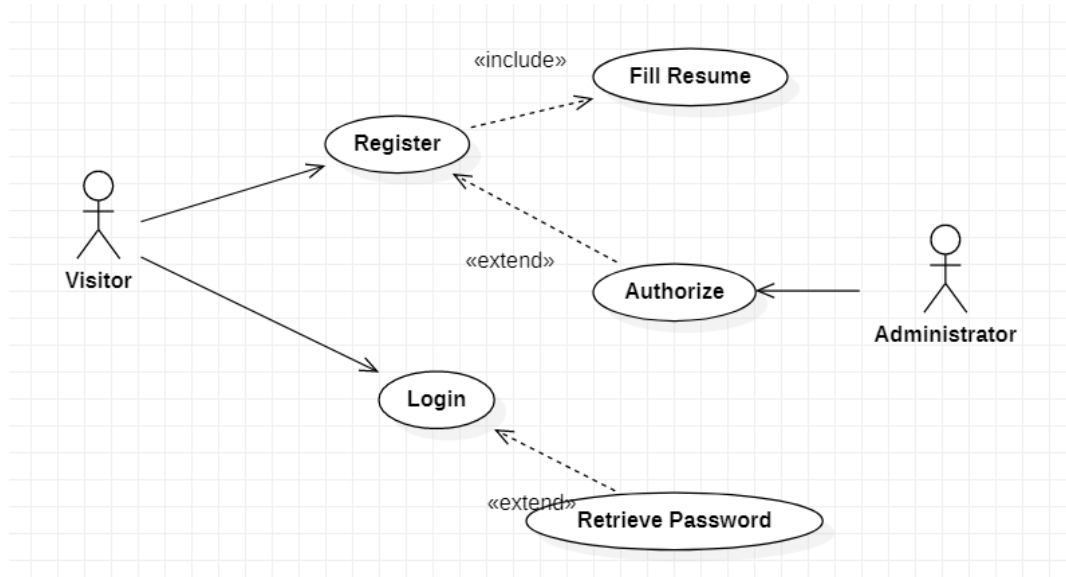 «include»
Fill Resume
Register
Visitor
«extend»
Authorize
Administrator
Login
«extend»
Retrieve Password